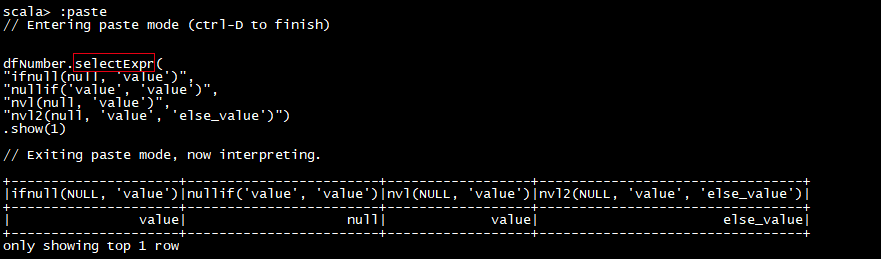 scala> :paste
// Entering paste mode (ctrl-D to finish)
dfNumber.selectExpr(
"ifnull(null, 'value')",
"nullif('value', 'value')",
"nvl(null, 'value')",
"nvl2(null, 'value', 'else_value')")
.show(1)
// Exiting paste mode, now interpreting.
+---------------------+------------------------+------------------+---------------------------------+
|ifnull(NULL, 'value')|nullif('value', 'value')|nvl(NULL, 'value')|nvl2(NULL, 'value', 'else_value')|
+---------------------+------------------------+------------------+---------------------------------+
|                value|                    null|             value|                       else_value|
+---------------------+------------------------+------------------+---------------------------------+
only showing top 1 row